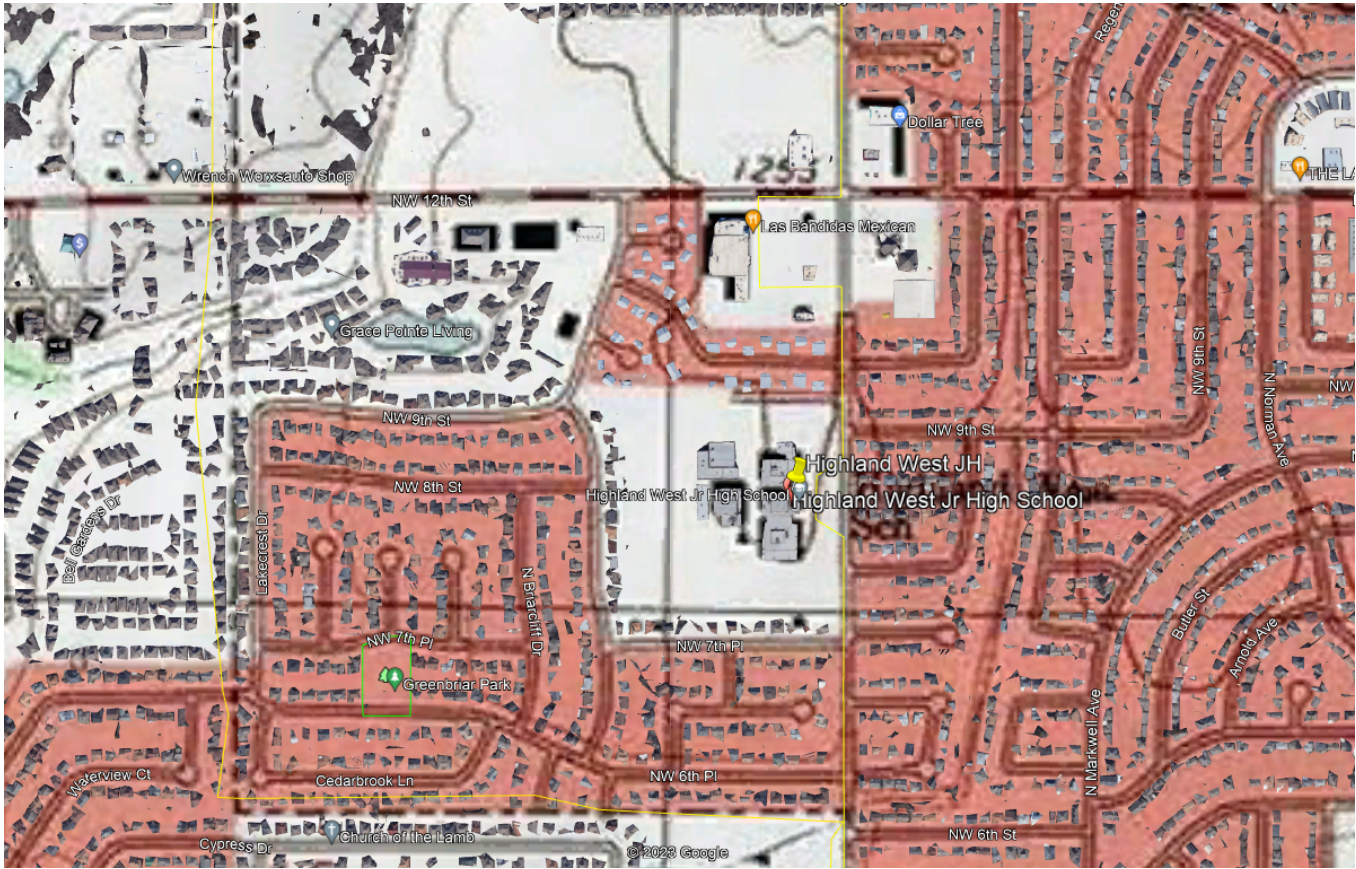 Regen
Dollar Tree
1255
Wrench Worxsauto Shop
THE LA
NW 12th St
Las Bandidas Mexican
Grace Pointe Living
NW 9th St
N Norman Ave
NW
NW 9th St
NW 9th St
Highland West JH
NW 8th St
Highland West Jr High School
Highland West Jr High School
Bell Gardens Dr
Lakecrest Dr
N Briarcliff Dr
Butler St
Arnold Ave
NW 7th Pl
NW 7th Pl
Greenbriar Park
N Markwell Ave
Waterview Ct
Cedarbrook Ln
NW 6th Pl
Church of the Lamb
NW 6th St
Cypress Dr
© 2023 Google